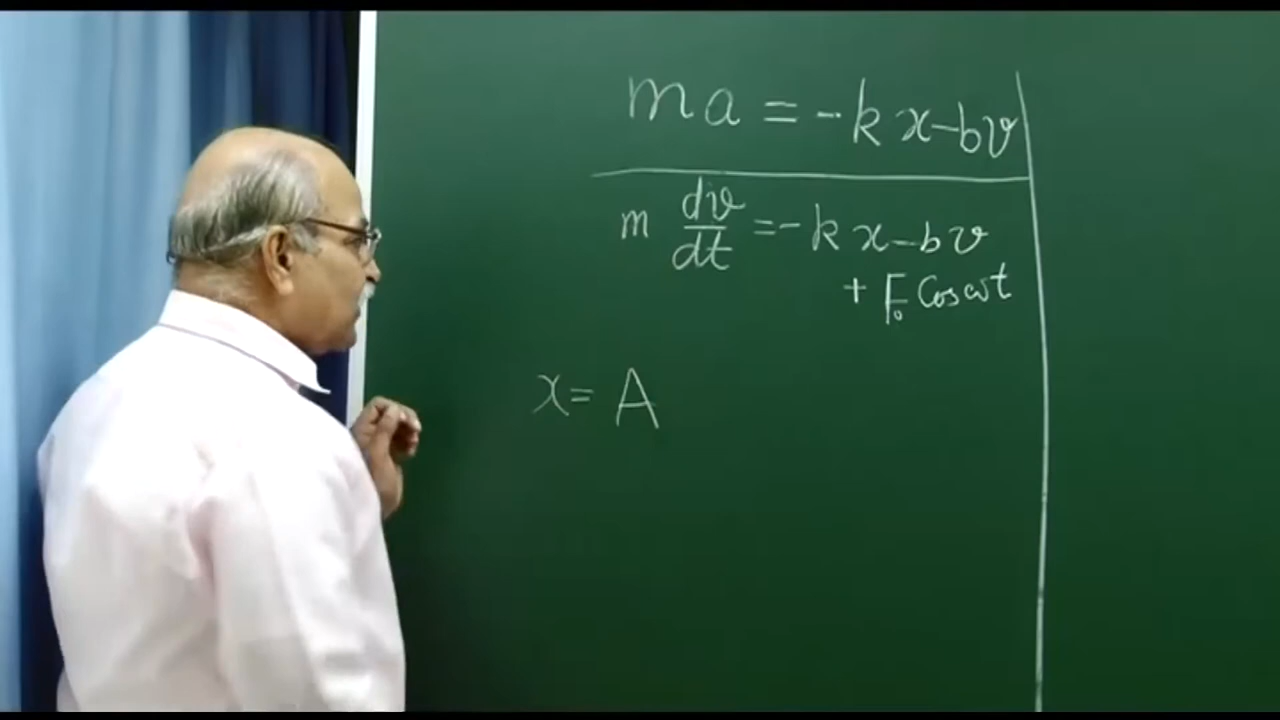 ma = -kx-bv
m dv/dt = -kx-bv
+ F₀ Cos ωt
x = A